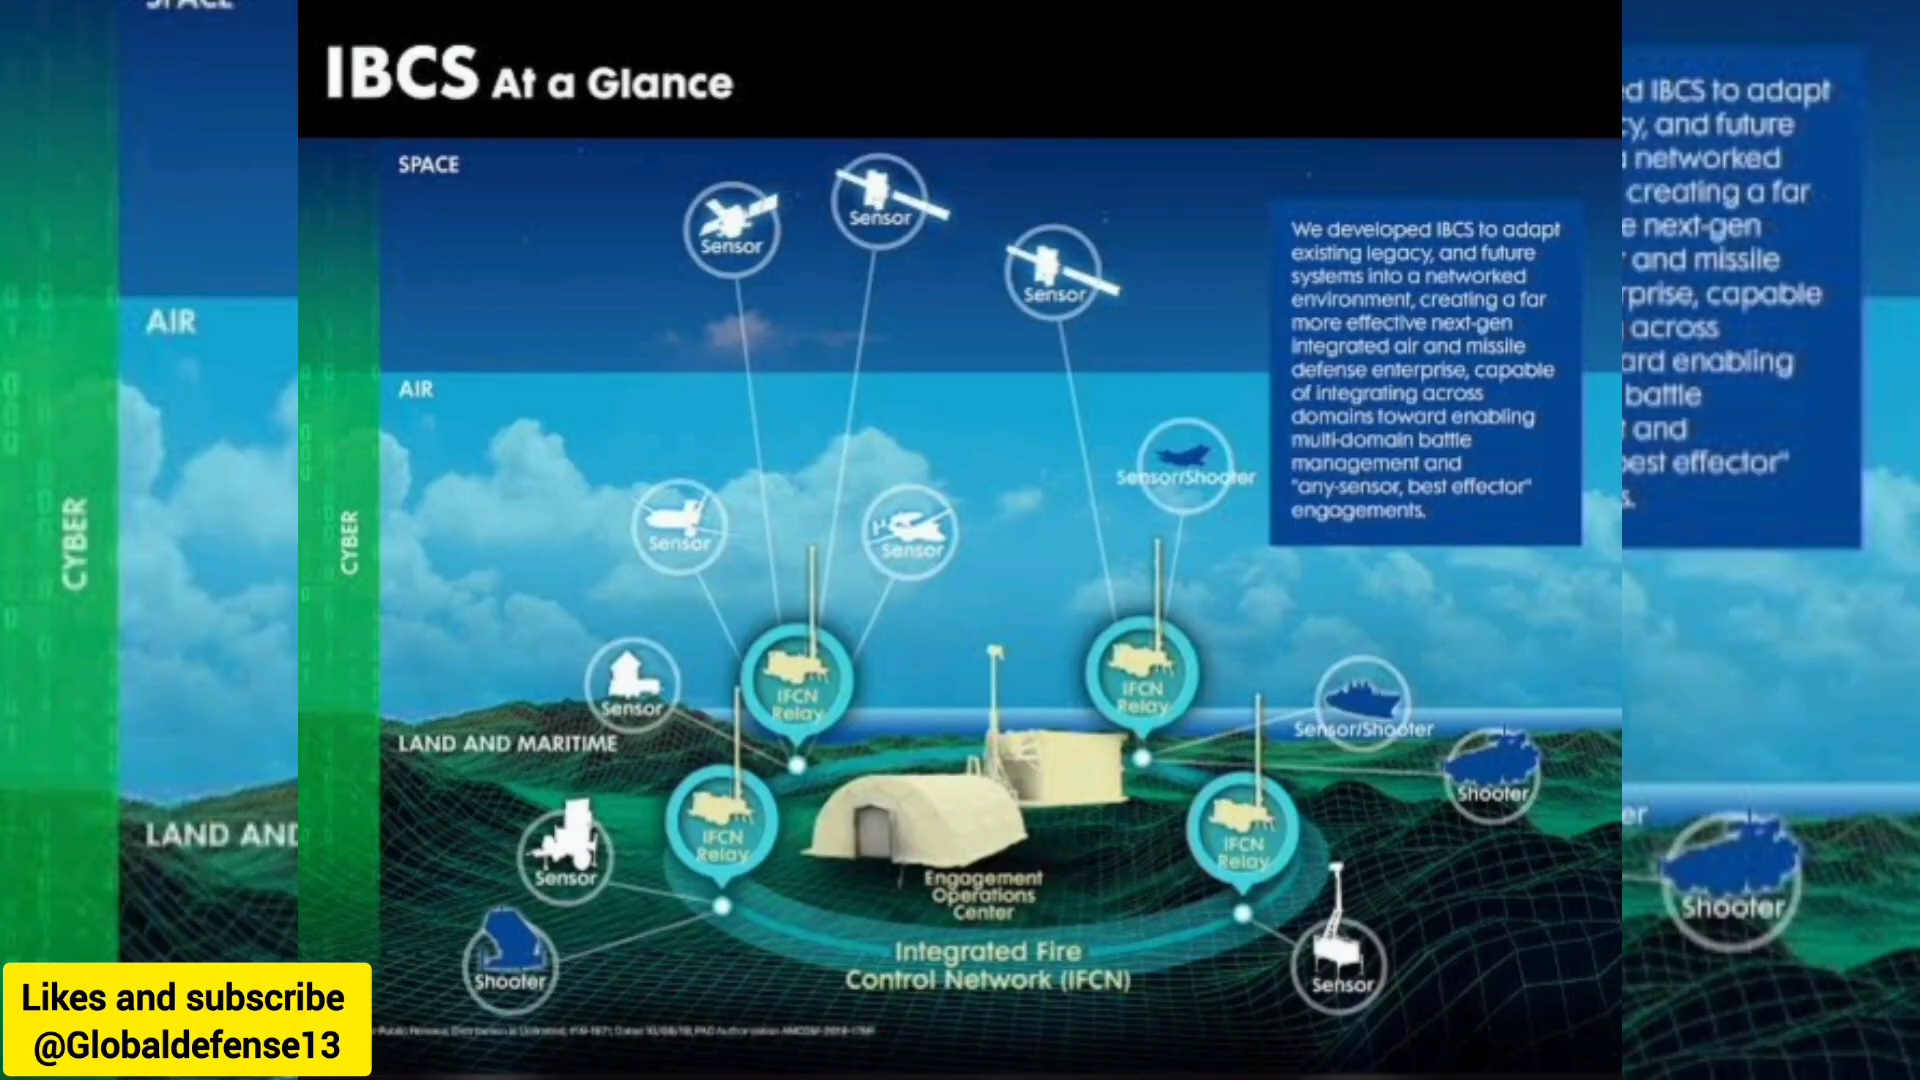 SPACE
IBCS At a Glance
SPACE
Sensor
Sensor
Sensor
We developed IBCS to adapt
existing legacy, and future
systems into a networked
environment, creating a far
more effective next-gen
integrated air and missile
defense enterprise, capable
of integrating across
domains toward enabling
multi-domain battle
management and
"any-sensor, best effector"
engagements.
d IBCS to adapt
y, and future
networked
creating a far
e next-gen
and missile
rprise, capable
across
ard enabling
battle
and
best effector"
s.
AIR
AIR
CYBER
CYBER
Sensor/Shooter
Sensor
Sensor
IFCN
Relay
IFCN
Relay
Sensor
Sensor/Shooter
LAND AND MARITIME
LAND AND
Shooter
er
Shooter
IFCN
Relay
IFCN
Relay
Sensor
Engagement
Operations
Center
Integrated Fire
Control Network (IFCN)
Shooter
Sensor
Likes and subscribe
@Globaldefense13